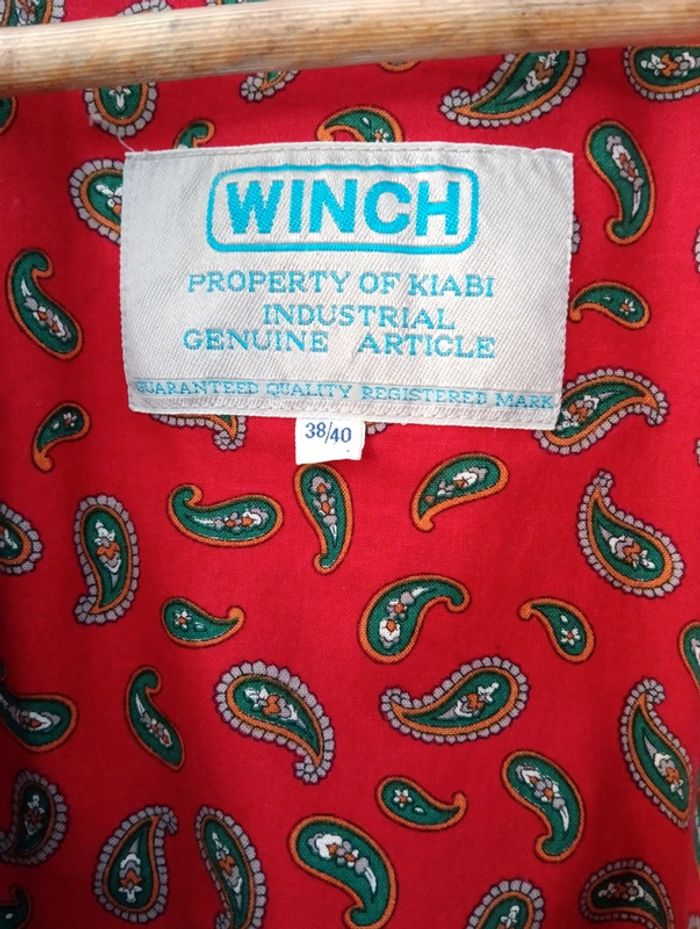 WINCH
PROPERTY OF KIABI
INDUSTRIAL
GENUINE ARTICLE
GUARANTEED QUALITY REGISTERED MARK
38/40